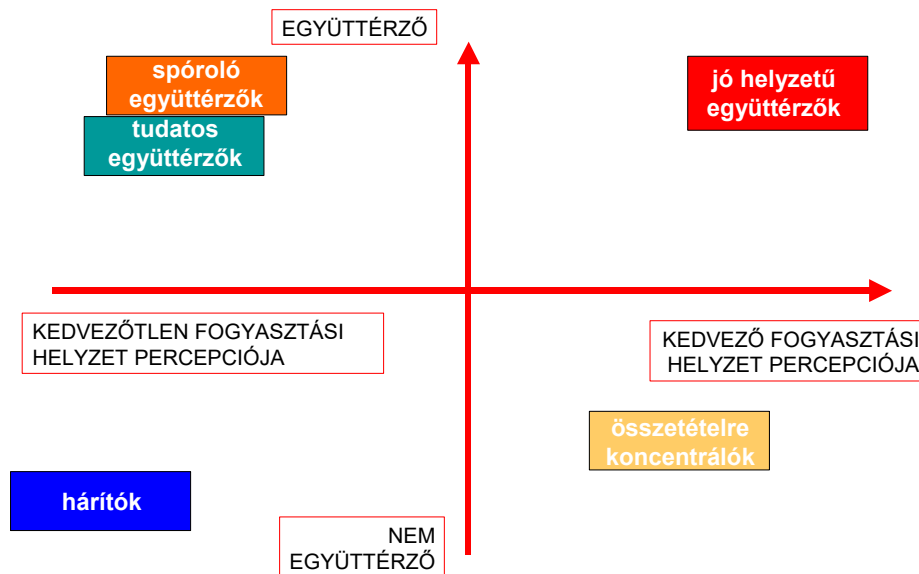 EGYÜTTÉRZŐ
spóroló
együttérzők
jó helyzetű
együttérzők
tudatos
együttérzők
KEDVEZŐTLEN FOGYASZTÁSI
HELYZET PERCEPCIÓJA
KEDVEZŐ FOGYASZTÁSI
HELYZET PERCEPCIÓJA
összetételre
koncentrálók
hárítók
NEM
EGYÜTTÉRZŐ